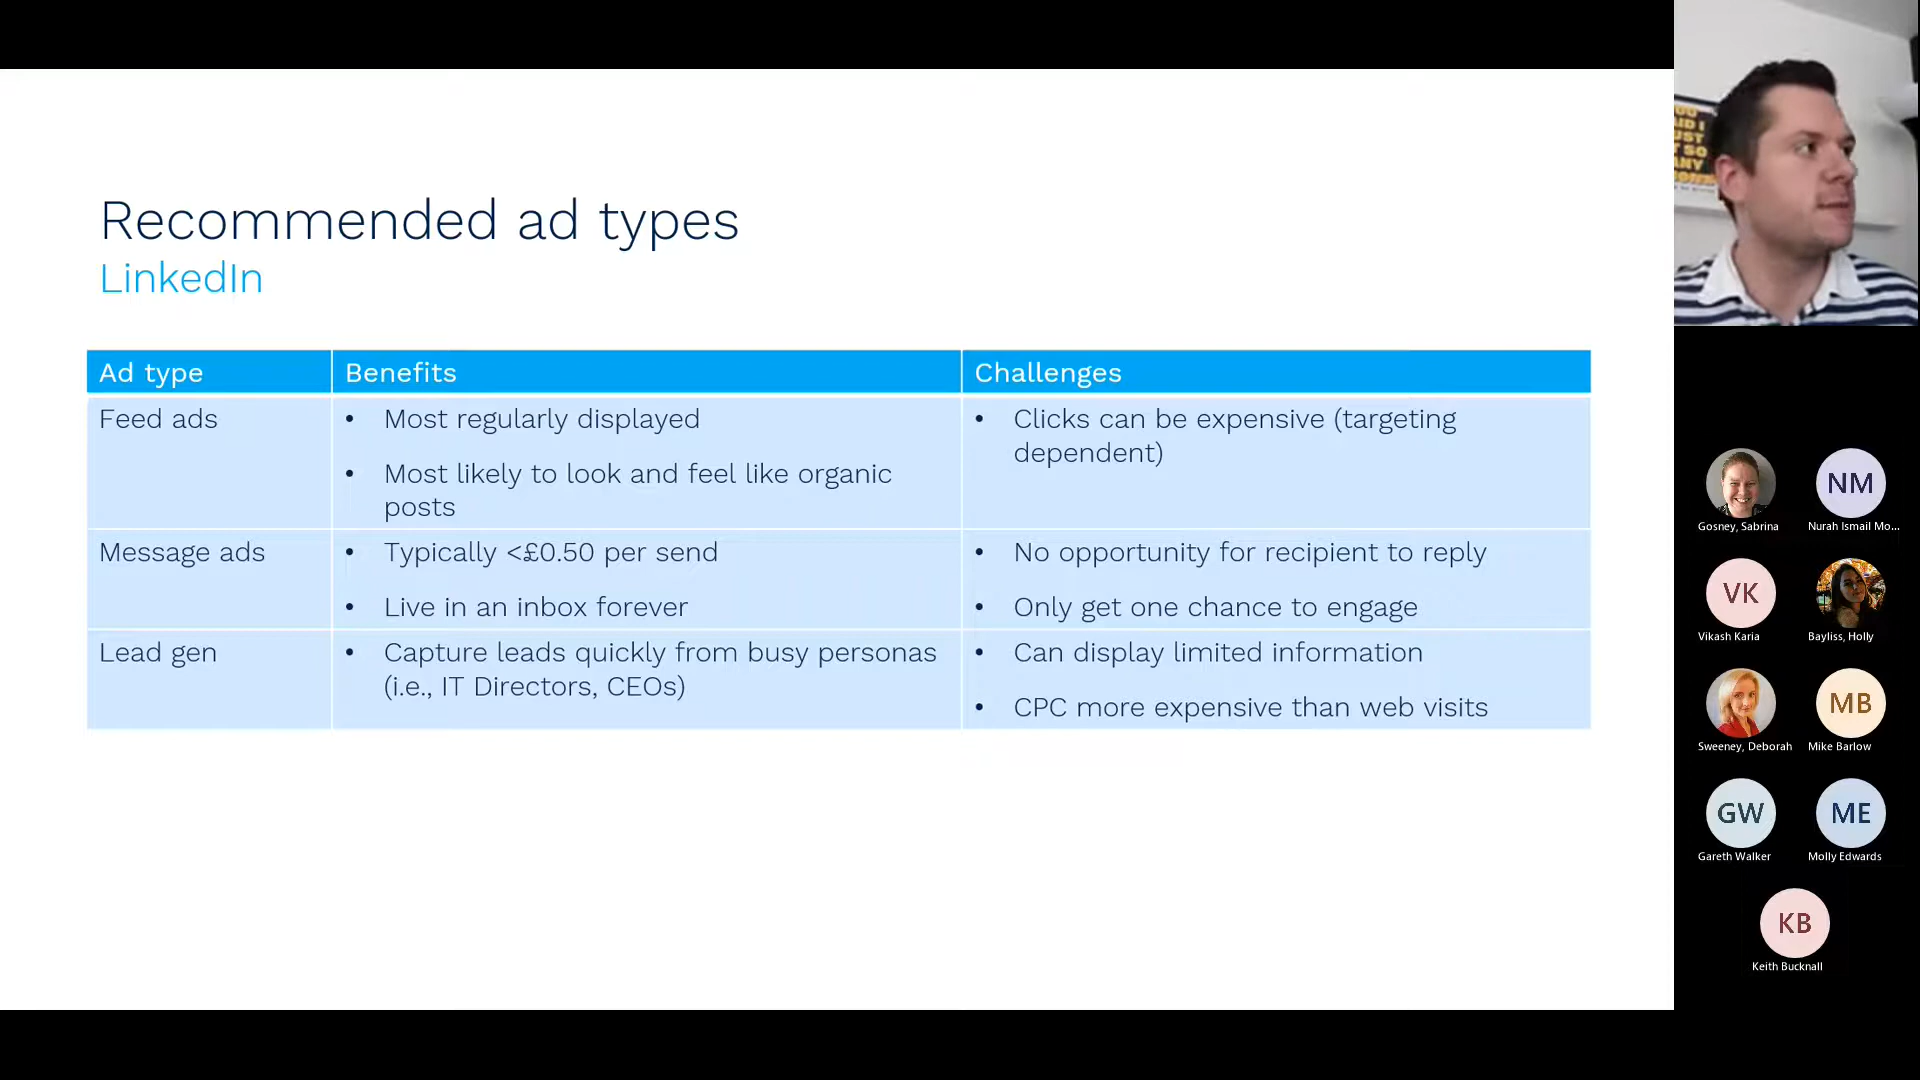 Recommended ad types
LinkedIn
Ad type
Benefits
Challenges
Feed ads
• Most regularly displayed
• Most likely to look and feel like organic
posts
• Clicks can be expensive (targeting
dependent)
Message ads
• Typically <£0.50 per send
• Live in an inbox forever
• No opportunity for recipient to reply
• Only get one chance to engage
Lead gen
• Capture leads quickly from busy personas
(i.e., IT Directors, CEOs)
• Can display limited information
• CPC more expensive than web visits
AID I
UST
SO
ANY
Gosney, Sabrina
NM
Nurah Ismail Mo...
VK
Vikash Karia
Bayliss, Holly
Sweeney, Deborah
MB
Mike Barlow
GW
Gareth Walker
ME
Molly Edwards
KB
Keith Bucknall